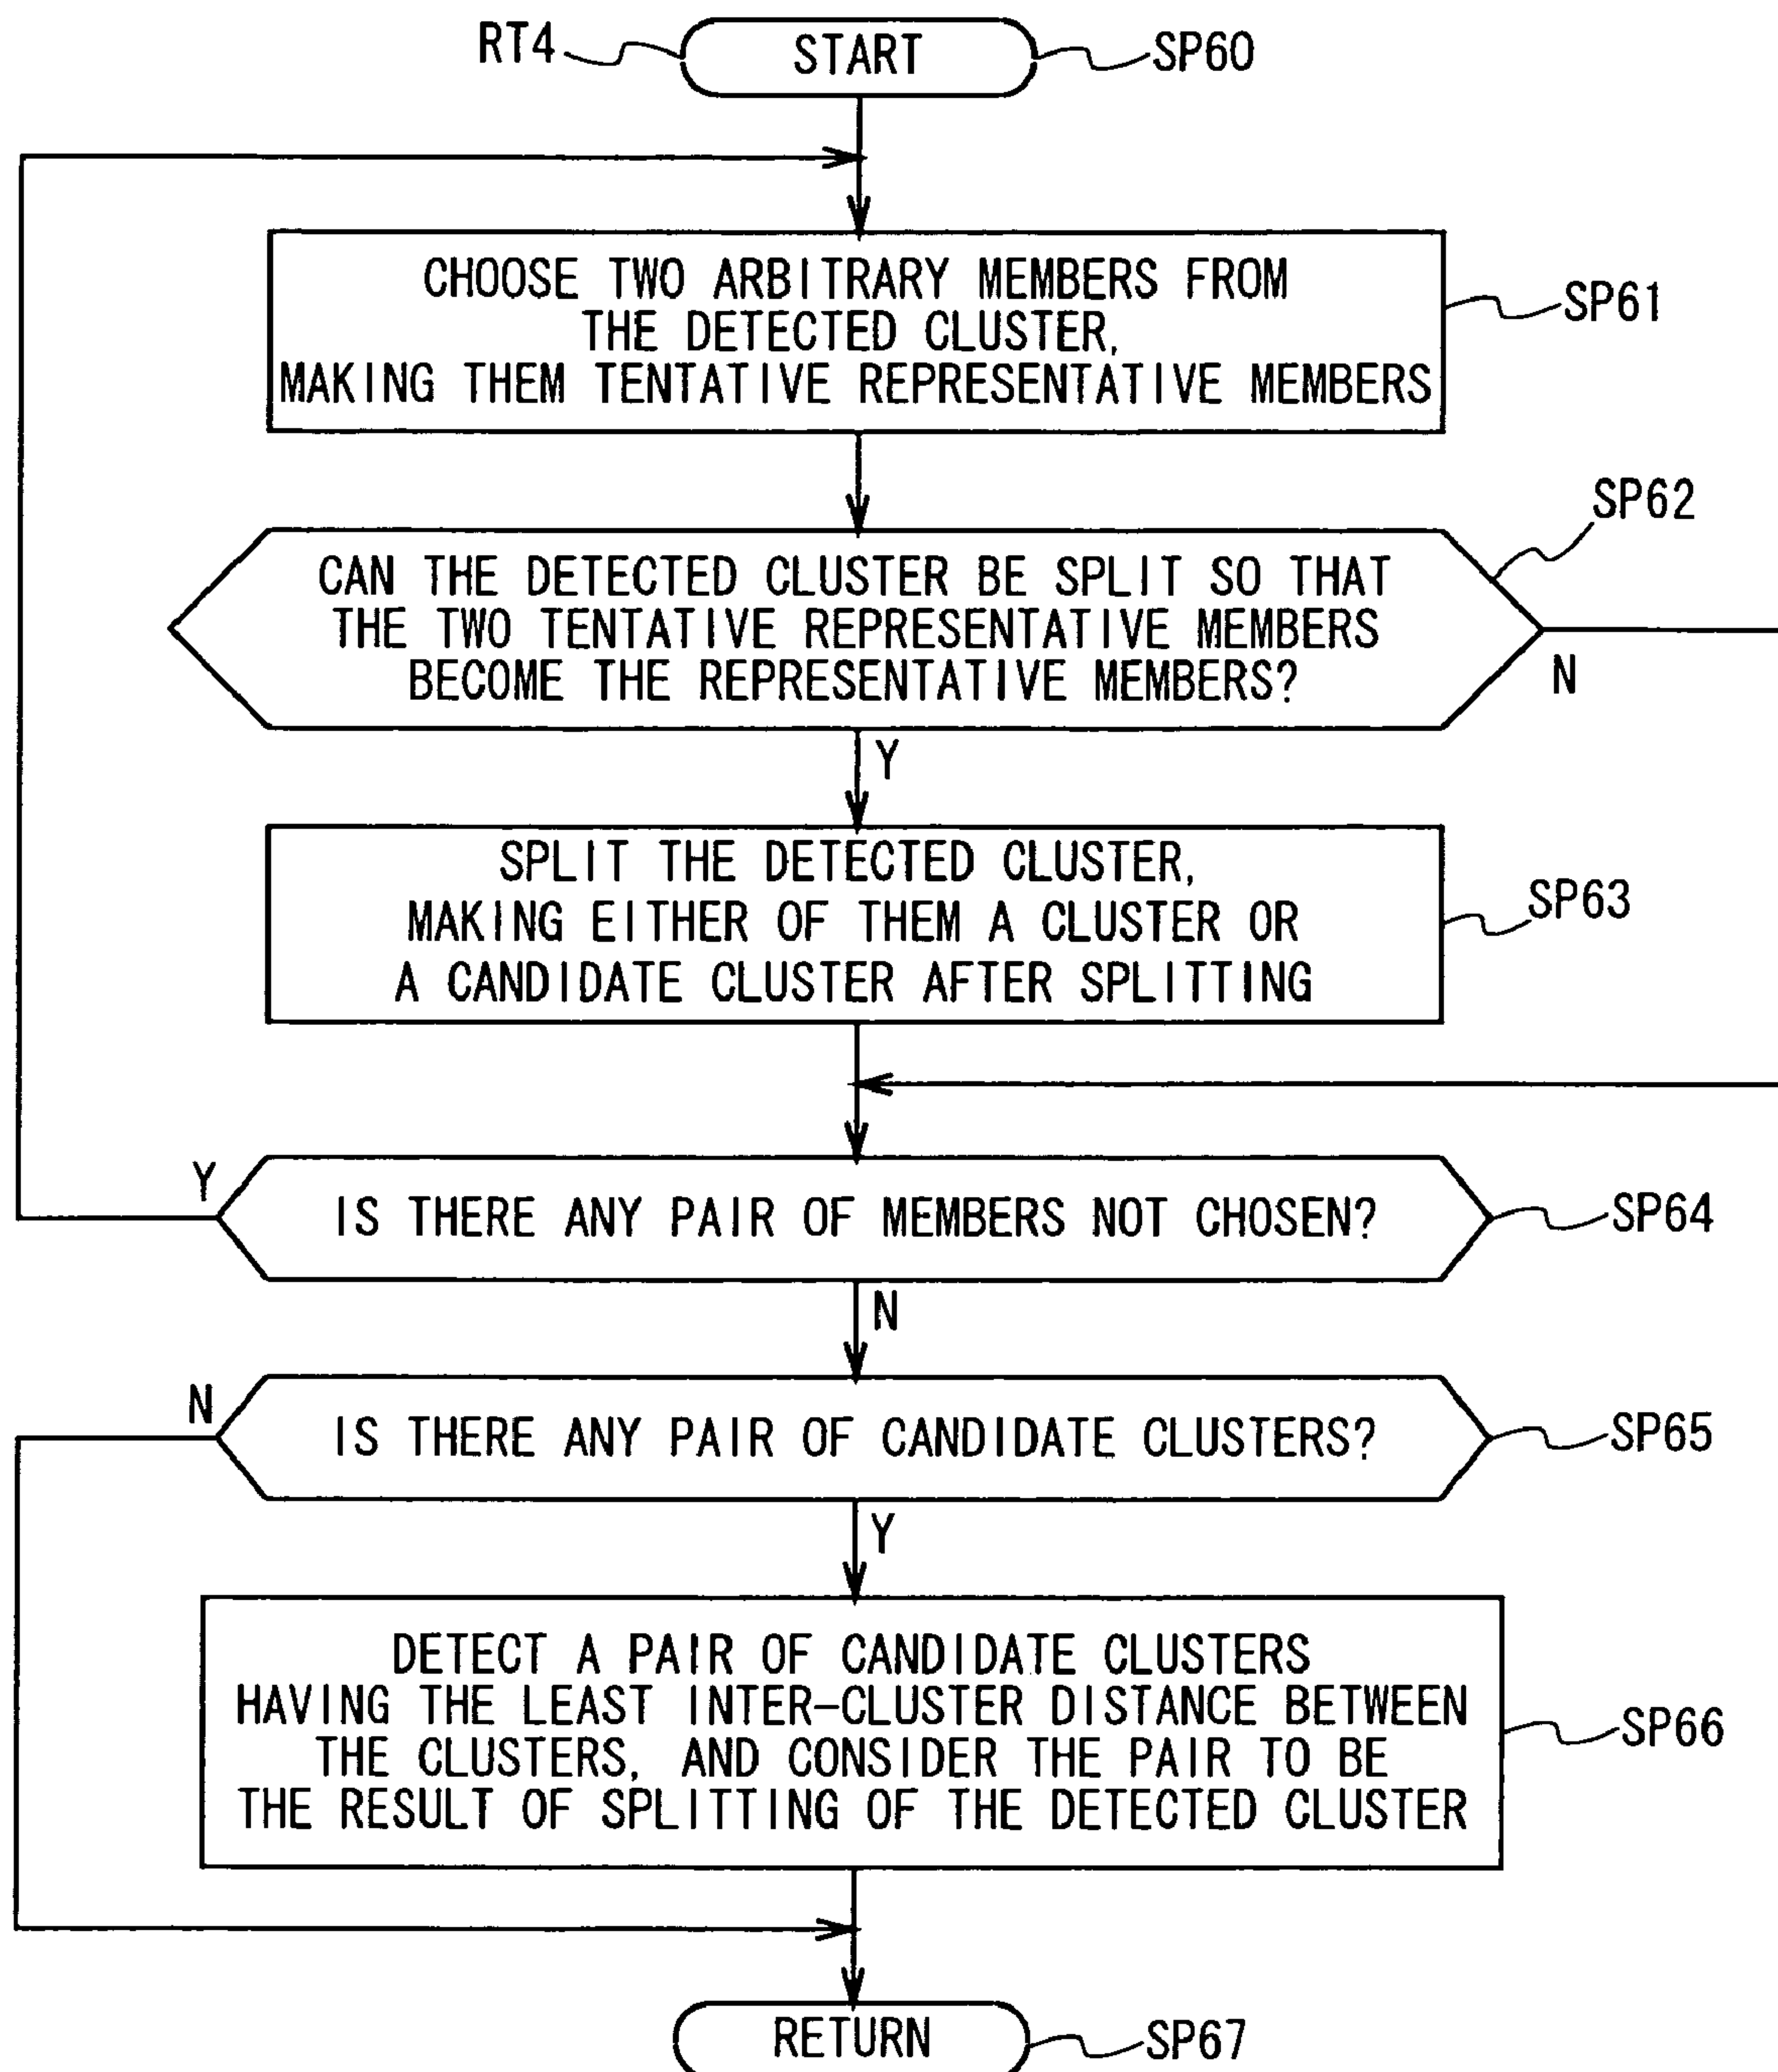 RT4
START
SP60
CHOOSE TWO ARBITRARY MEMBERS FROM
THE DETECTED CLUSTER,
MAKING THEM TENTATIVE REPRESENTATIVE MEMBERS
SP61
SP62
CAN THE DETECTED CLUSTER BE SPLIT SO THAT
THE TWO TENTATIVE REPRESENTATIVE MEMBERS
BECOME THE REPRESENTATIVE MEMBERS?
N
Y
SPLIT THE DETECTED CLUSTER,
MAKING EITHER OF THEM A CLUSTER OR
A CANDIDATE CLUSTER AFTER SPLITTING
SP63
Y
IS THERE ANY PAIR OF MEMBERS NOT CHOSEN?
SP64
N
N
IS THERE ANY PAIR OF CANDIDATE CLUSTERS?
SP65
Y
DETECT A PAIR OF CANDIDATE CLUSTERS
HAVING THE LEAST INTER-CLUSTER DISTANCE BETWEEN
THE CLUSTERS, AND CONSIDER THE PAIR TO BE
THE RESULT OF SPLITTING OF THE DETECTED CLUSTER
SP66
RETURN
SP67